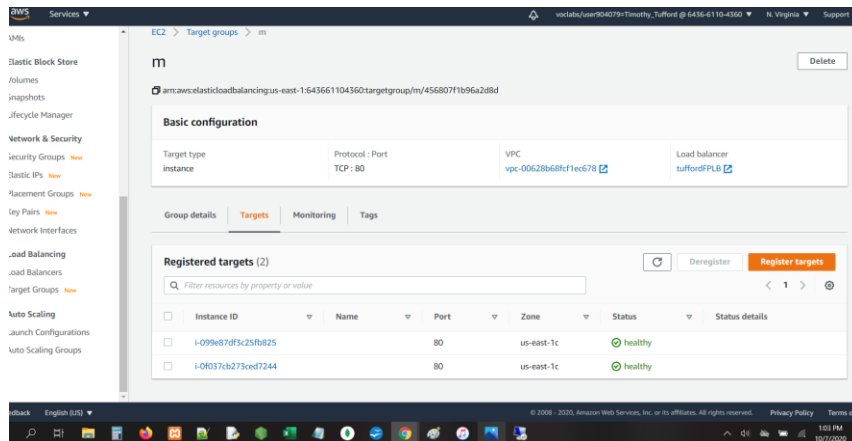 aws Services
voclabs/user904079=Timothy_Tufford @ 6436-6110-4360 N. Virginia Support
AMIs
Elastic Block Store
Volumes
Snapshots
Lifecycle Manager
Network & Security
Security Groups New
Elastic IPs New
Placement Groups New
Key Pairs New
Network Interfaces
Load Balancing
Load Balancers
Target Groups New
Auto Scaling
Launch Configurations
Auto Scaling Groups
EC2 > Target groups > m
m
Delete
arn:aws:elasticloadbalancing:us-east-1:643661104360:targetgroup/m/456807f1b96a2d8d
Basic configuration
Target type Protocol : Port VPC Load balancer
instance TCP : 80 vpc-00628b68fcf1ec678 tuffordFPLB
Group details Targets Monitoring Tags
Registered targets (2) Deregister Register targets
Filter resources by property or value
1
Instance ID Name Port Zone Status Status details
i-099e87df3c25fb825 80 us-east-1c healthy
i-0f037cb273ced7244 80 us-east-1c healthy
edback English (US) © 2008 - 2020, Amazon Web Services, Inc. or its affiliates. All rights reserved. Privacy Policy Terms o
1:03 PM
10/7/2020